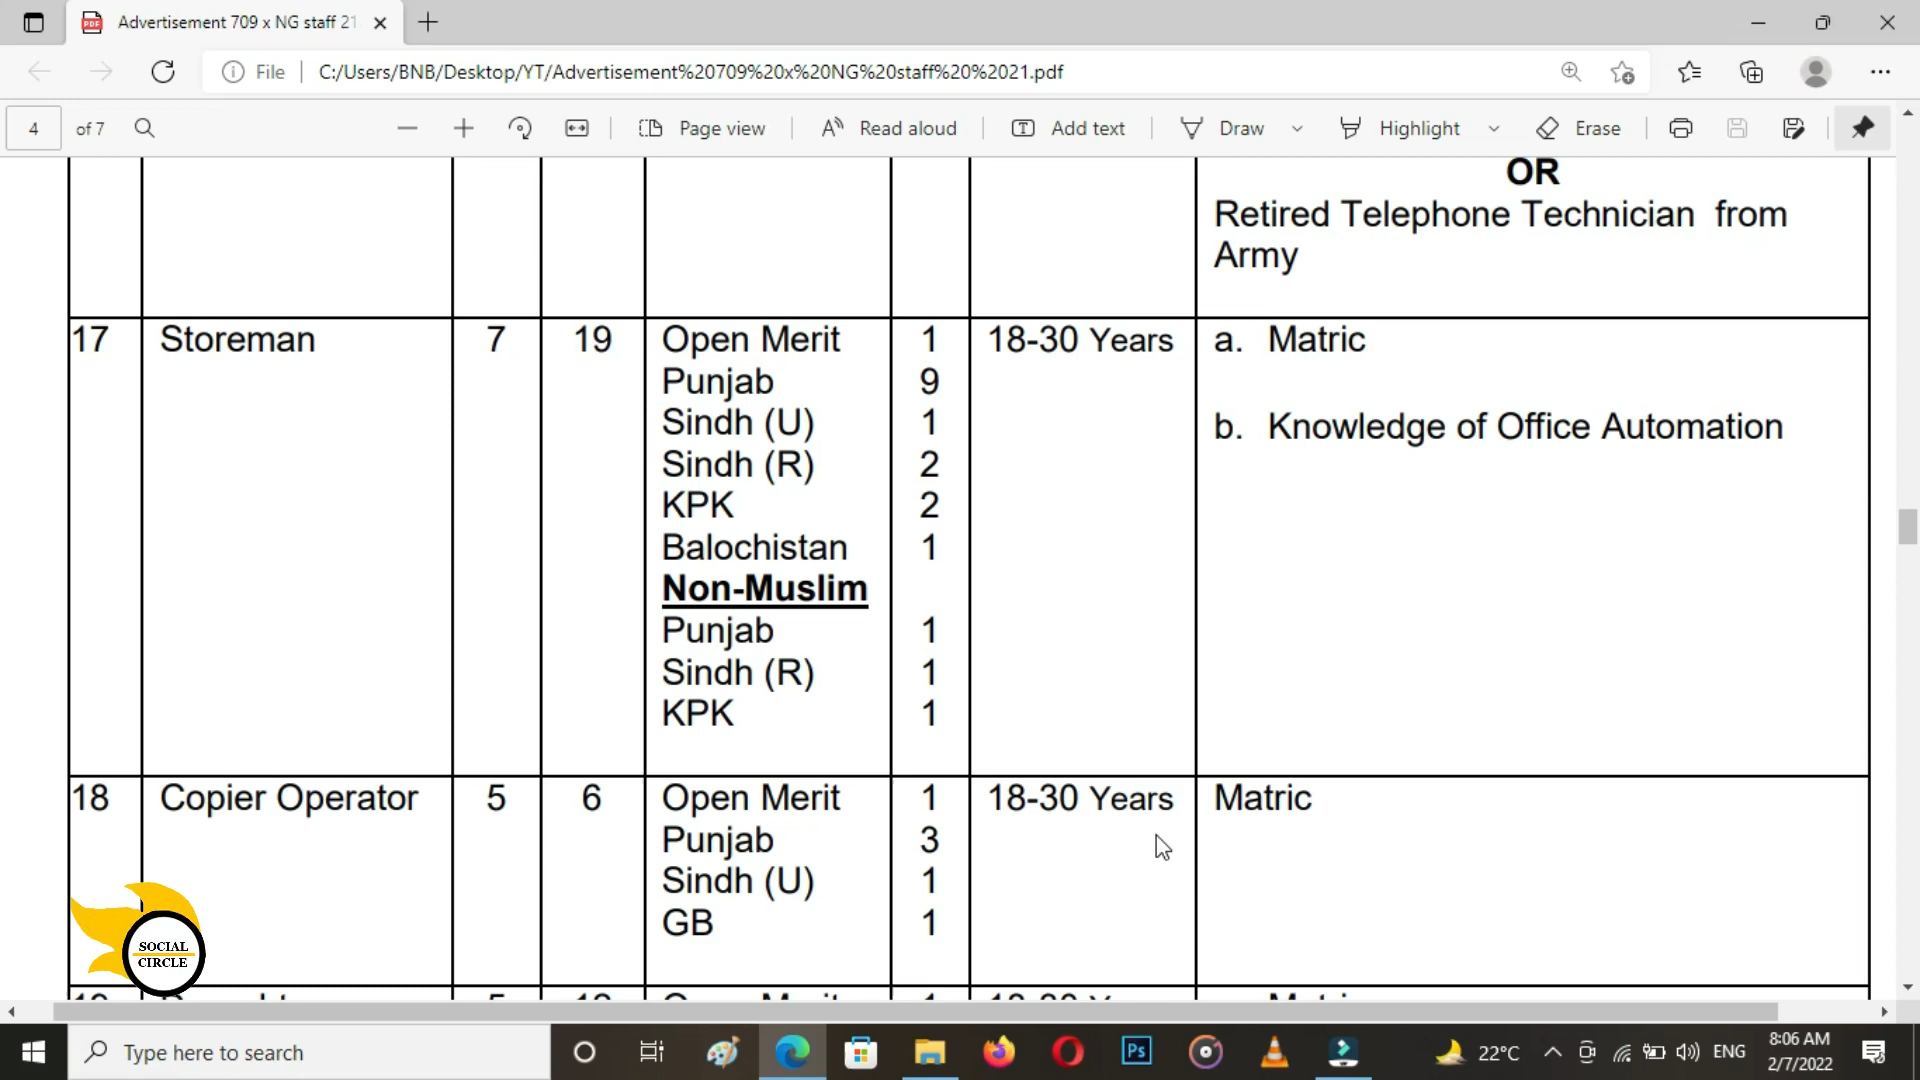 Advertisement 709 x NG staff 21
File
C:/Users/BNB/Desktop/YT/Advertisement%20709%20x%20NG%20staff%20%2021.pdf
4 of 7
Page view
Read aloud
Add text
Draw
Highlight
Erase
OR
Retired Telephone Technician from
Army
17 Storeman 7 19 Open Merit 1 18-30 Years a. Matric
Punjab 9
Sindh (U) 1 b. Knowledge of Office Automation
Sindh (R) 2
KPK 2
Balochistan 1
Non-Muslim
Punjab 1
Sindh (R) 1
KPK 1
18 Copier Operator 5 6 Open Merit 1 18-30 Years Matric
Punjab 3
Sindh (U) 1
GB 1
SOCIAL
CIRCLE
Type here to search
Ps
22°C
ENG
8:06 AM
2/7/2022